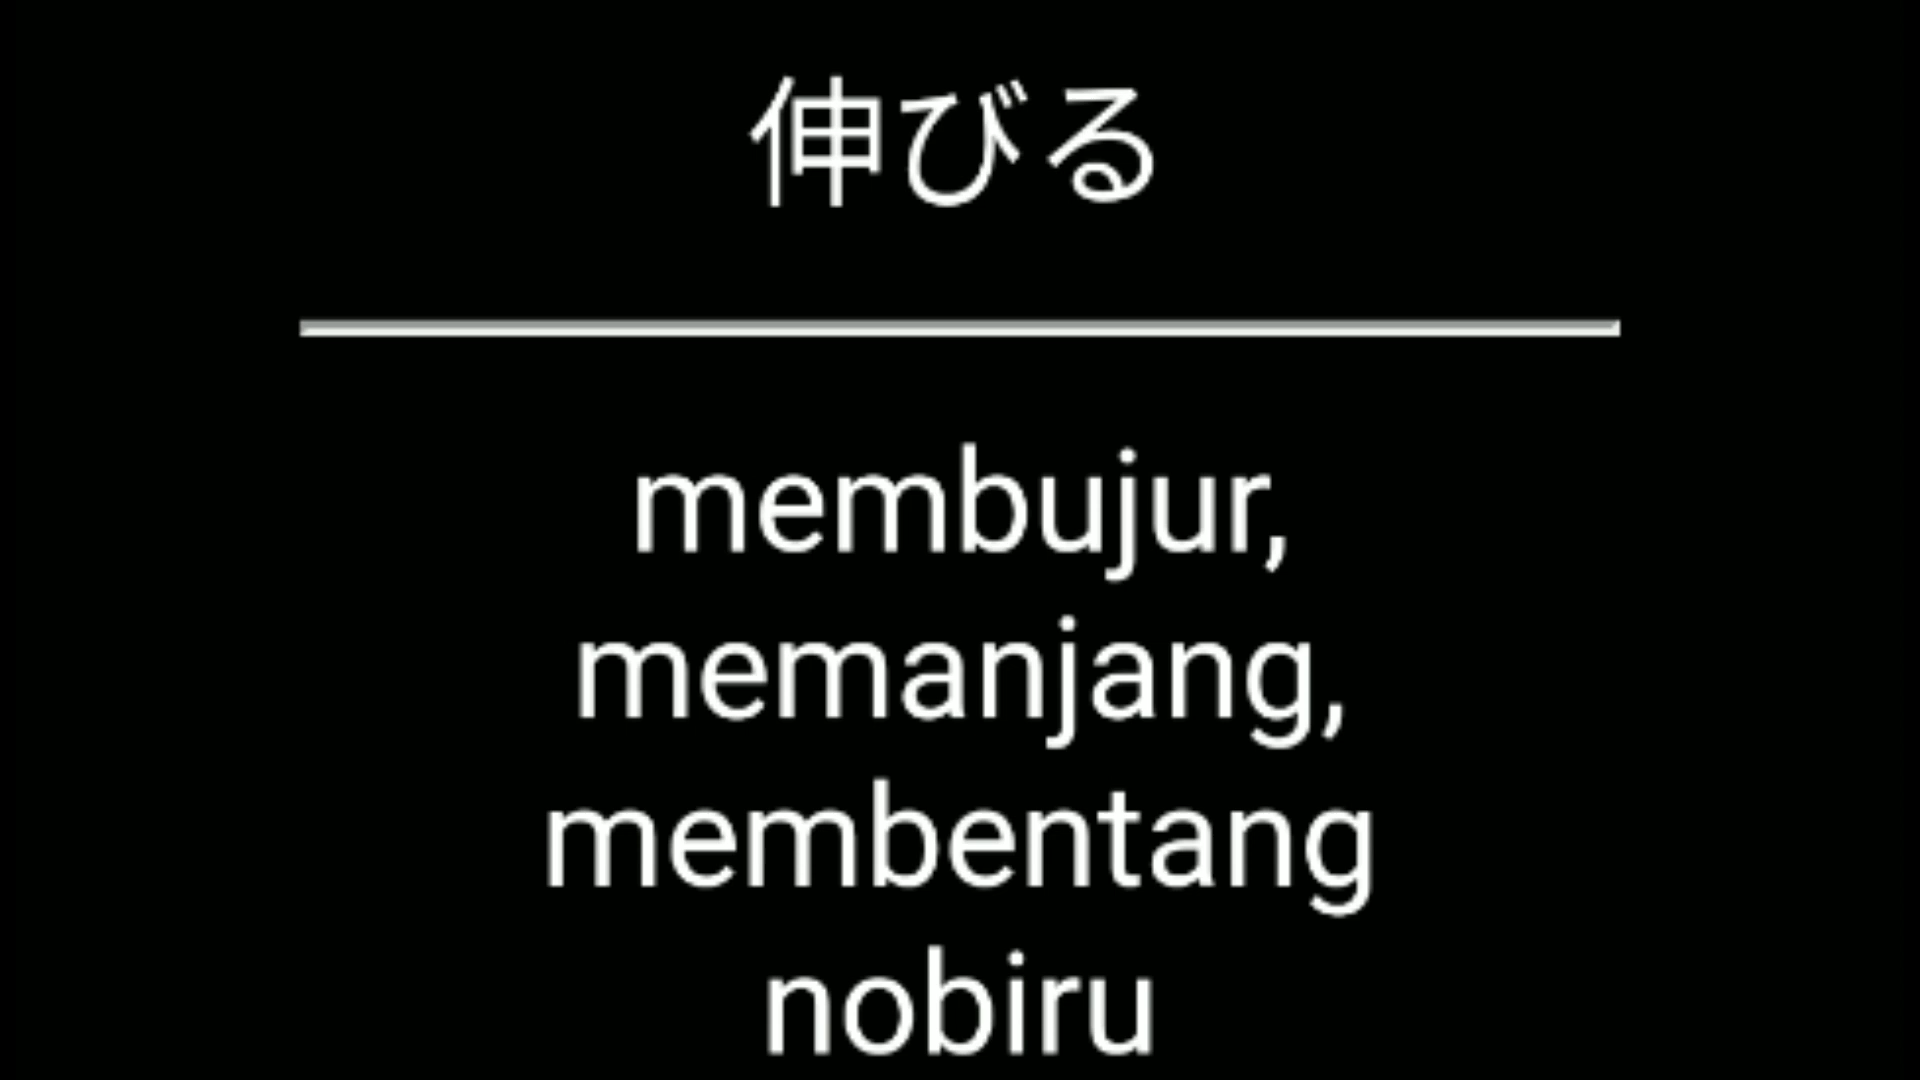 伸びる
membujur,
memanjang,
membentang
nobiru